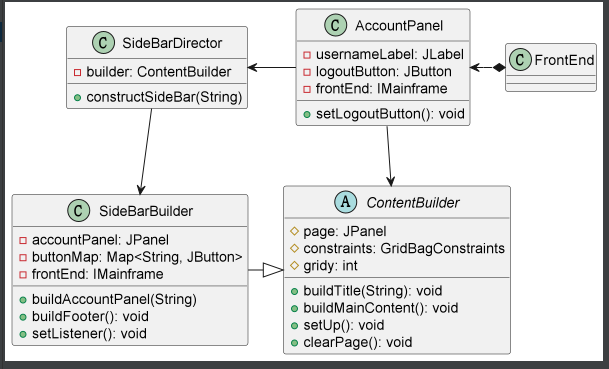 C SideBarDirector
builder: ContentBuilder
constructSideBar(String)
C AccountPanel
usernameLabel: JLabel
logoutButton: JButton
frontEnd: IMainframe
setLogoutButton(): void
C FrontEnd
C SideBarBuilder
accountPanel: JPanel
buttonMap: Map<String, JButton>
frontEnd: IMainframe
buildAccountPanel(String)
buildFooter(): void
setListener(): void
A ContentBuilder
page: JPanel
constraints: GridBagConstraints
gridy: int
buildTitle(String): void
buildMainContent(): void
setUp(): void
clearPage(): void